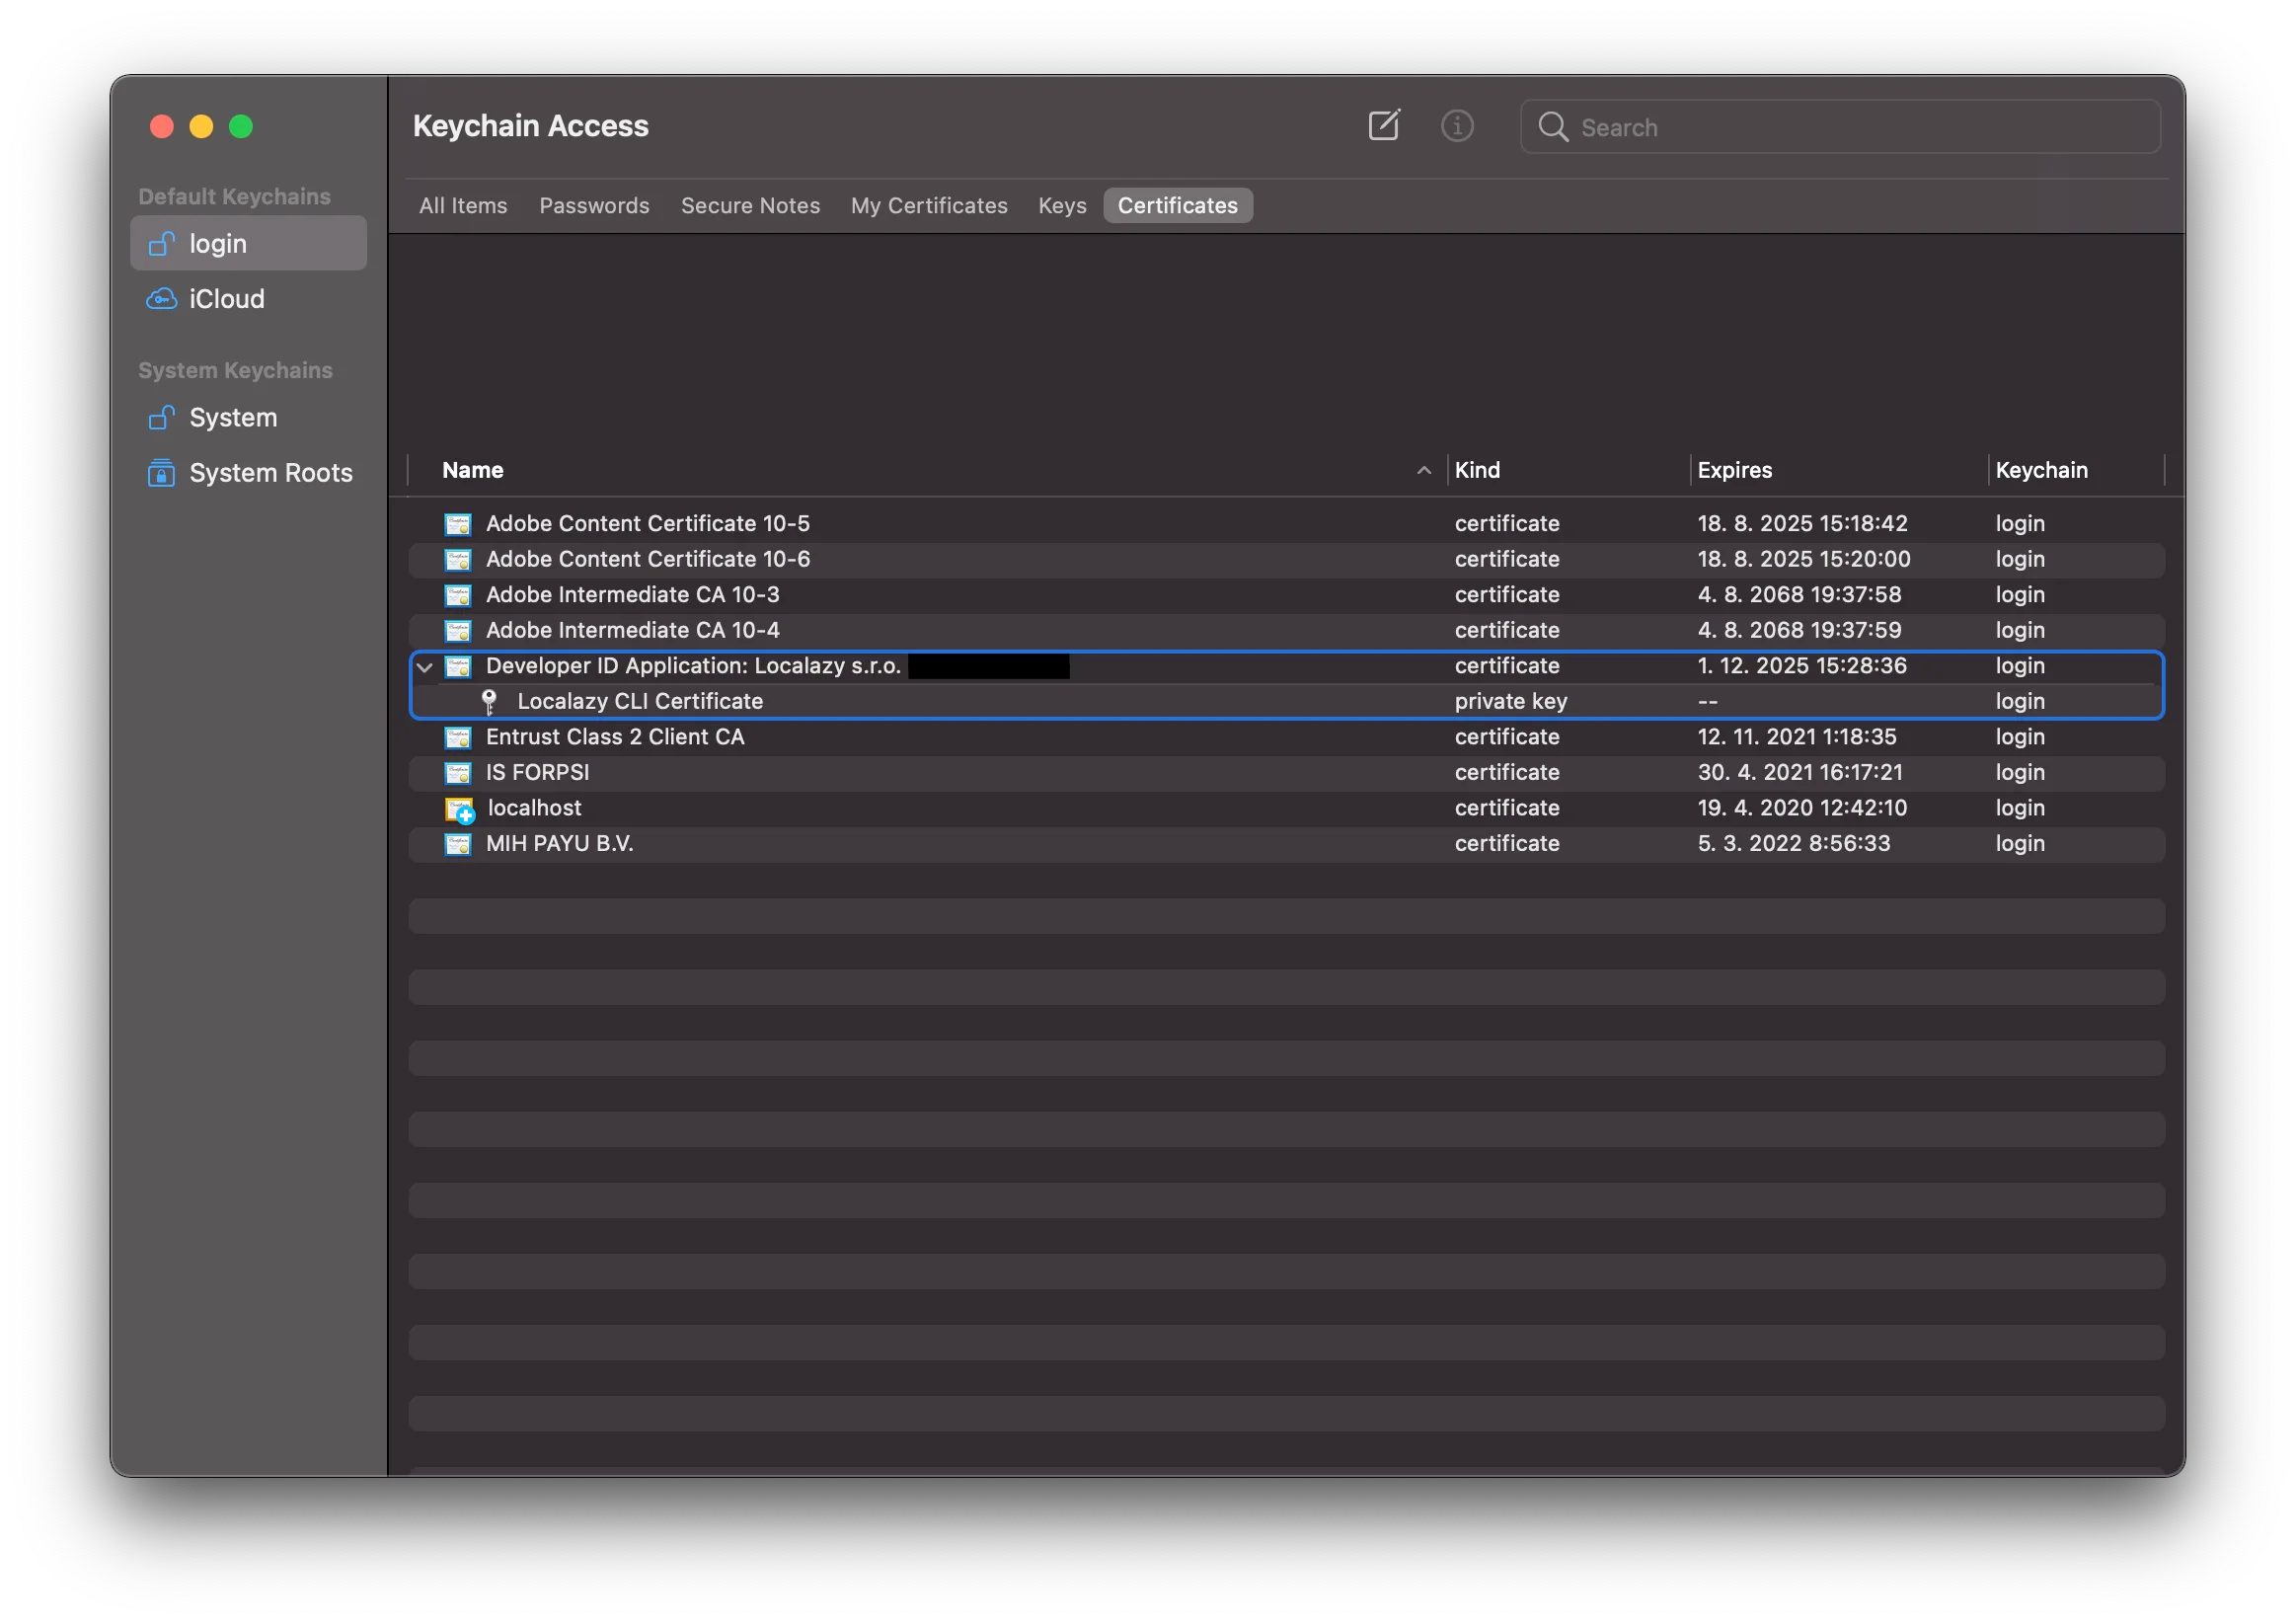 Keychain Access
Search
Default Keychains
login
iCloud
System Keychains
System
System Roots
All Items Passwords Secure Notes My Certificates Keys Certificates
Name Kind Expires Keychain
Adobe Content Certificate 10-5 certificate 18. 8. 2025 15:18:42 login
Adobe Content Certificate 10-6 certificate 18. 8. 2025 15:20:00 login
Adobe Intermediate CA 10-3 certificate 4. 8. 2068 19:37:58 login
Adobe Intermediate CA 10-4 certificate 4. 8. 2068 19:37:59 login
Developer ID Application: Localazy s.r.o. certificate 1. 12. 2025 15:28:36 login
Localazy CLI Certificate private key -- login
Entrust Class 2 Client CA certificate 12. 11. 2021 1:18:35 login
IS FORPSI certificate 30. 4. 2021 16:17:21 login
localhost certificate 19. 4. 2020 12:42:10 login
MIH PAYU B.V. certificate 5. 3. 2022 8:56:33 login